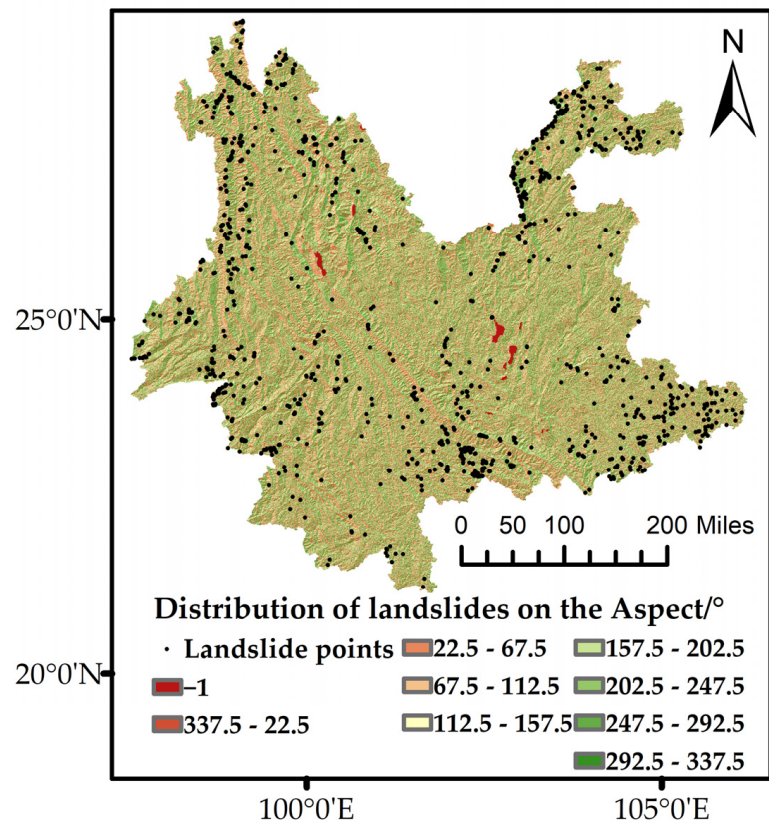 N
25°0'N
0 50 100 200 Miles
Distribution of landslides on the Aspect/°
Landslide points
22.5 - 67.5
157.5 - 202.5
–1
67.5 - 112.5
202.5 - 247.5
337.5 - 22.5
112.5 - 157.5
247.5 - 292.5
292.5 - 337.5
20°0'N
100°0'E
105°0'E